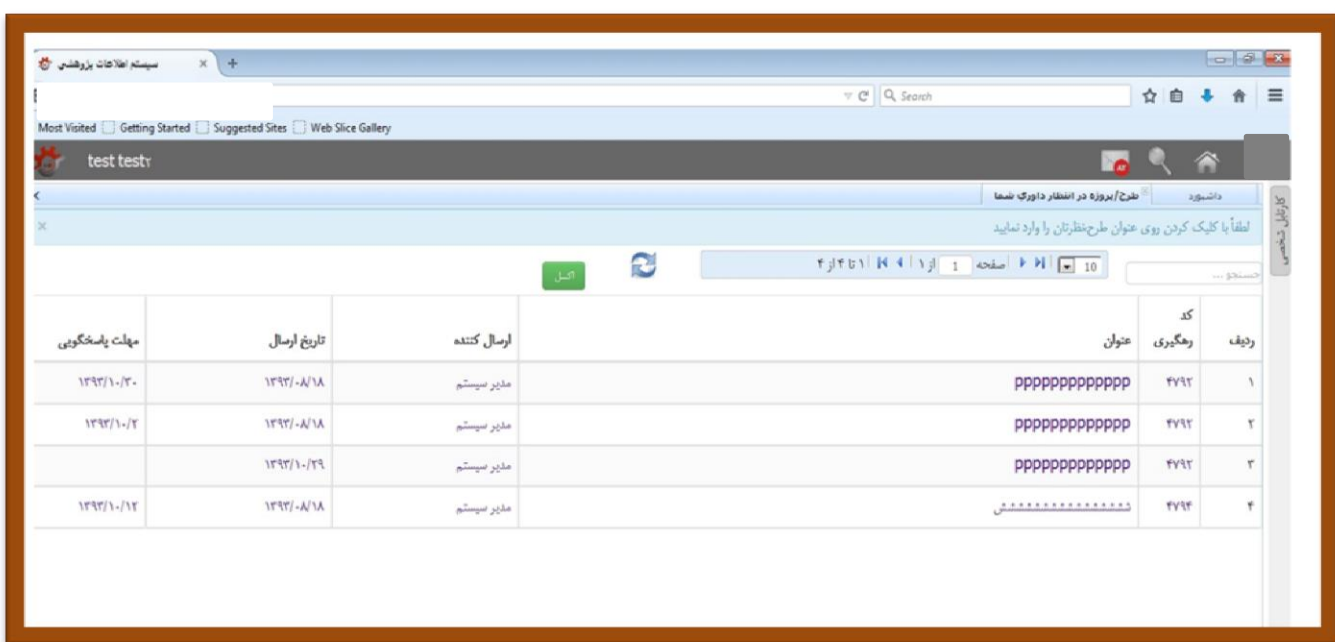 سیستم اطلاعات پژوهشی
Search
Most Visited Getting Started Suggested Sites Web Slice Gallery
test test۲
داشبورد طرح/پروژه در انتظار داوری شما
کارتابل شخصی
لطفاً با کلیک کردن روی عنوان طرح،نظرتان را وارد نمایید
جستجو ... 10 صفحه 1 از ۱ ۱ تا ۴ از ۴ اکسل
ردیف کد رهگیری عنوان ارسال کننده تاریخ ارسال مهلت پاسخگویی
۱ ۴۷۹۲ ppppppppppppp مدیر سیستم ۱۳۹۳/۰۸/۱۸ ۱۳۹۳/۱۰/۳۰
۲ ۴۷۹۲ ppppppppppppp مدیر سیستم ۱۳۹۳/۰۸/۱۸ ۱۳۹۳/۱۰/۲
۳ ۴۷۹۲ ppppppppppppp مدیر سیستم ۱۳۹۳/۱۰/۲۹
۴ ۴۷۹۴ مدیر سیستم ۱۳۹۳/۰۸/۱۸ ۱۳۹۳/۱۰/۱۲